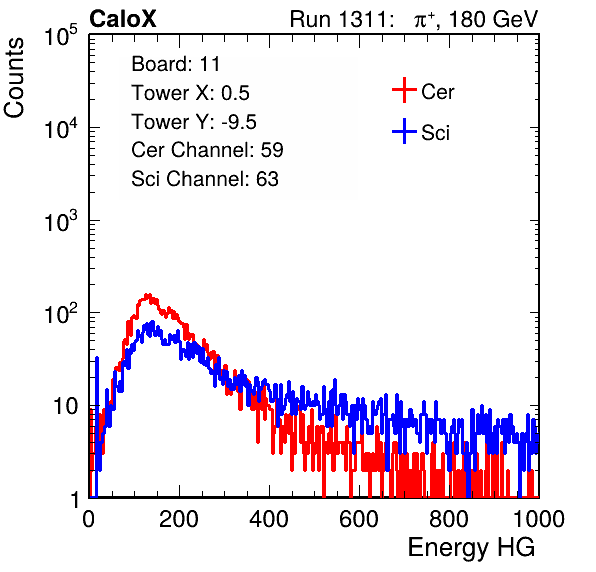 CaloX Run 1311: π⁺, 180 GeV
Counts
10⁵
10⁴
10³
10²
10
1
Board: 11
Tower X: 0.5
Tower Y: -9.5
Cer Channel: 59
Sci Channel: 63
Cer
Sci
0 200 400 600 800 1000
Energy HG